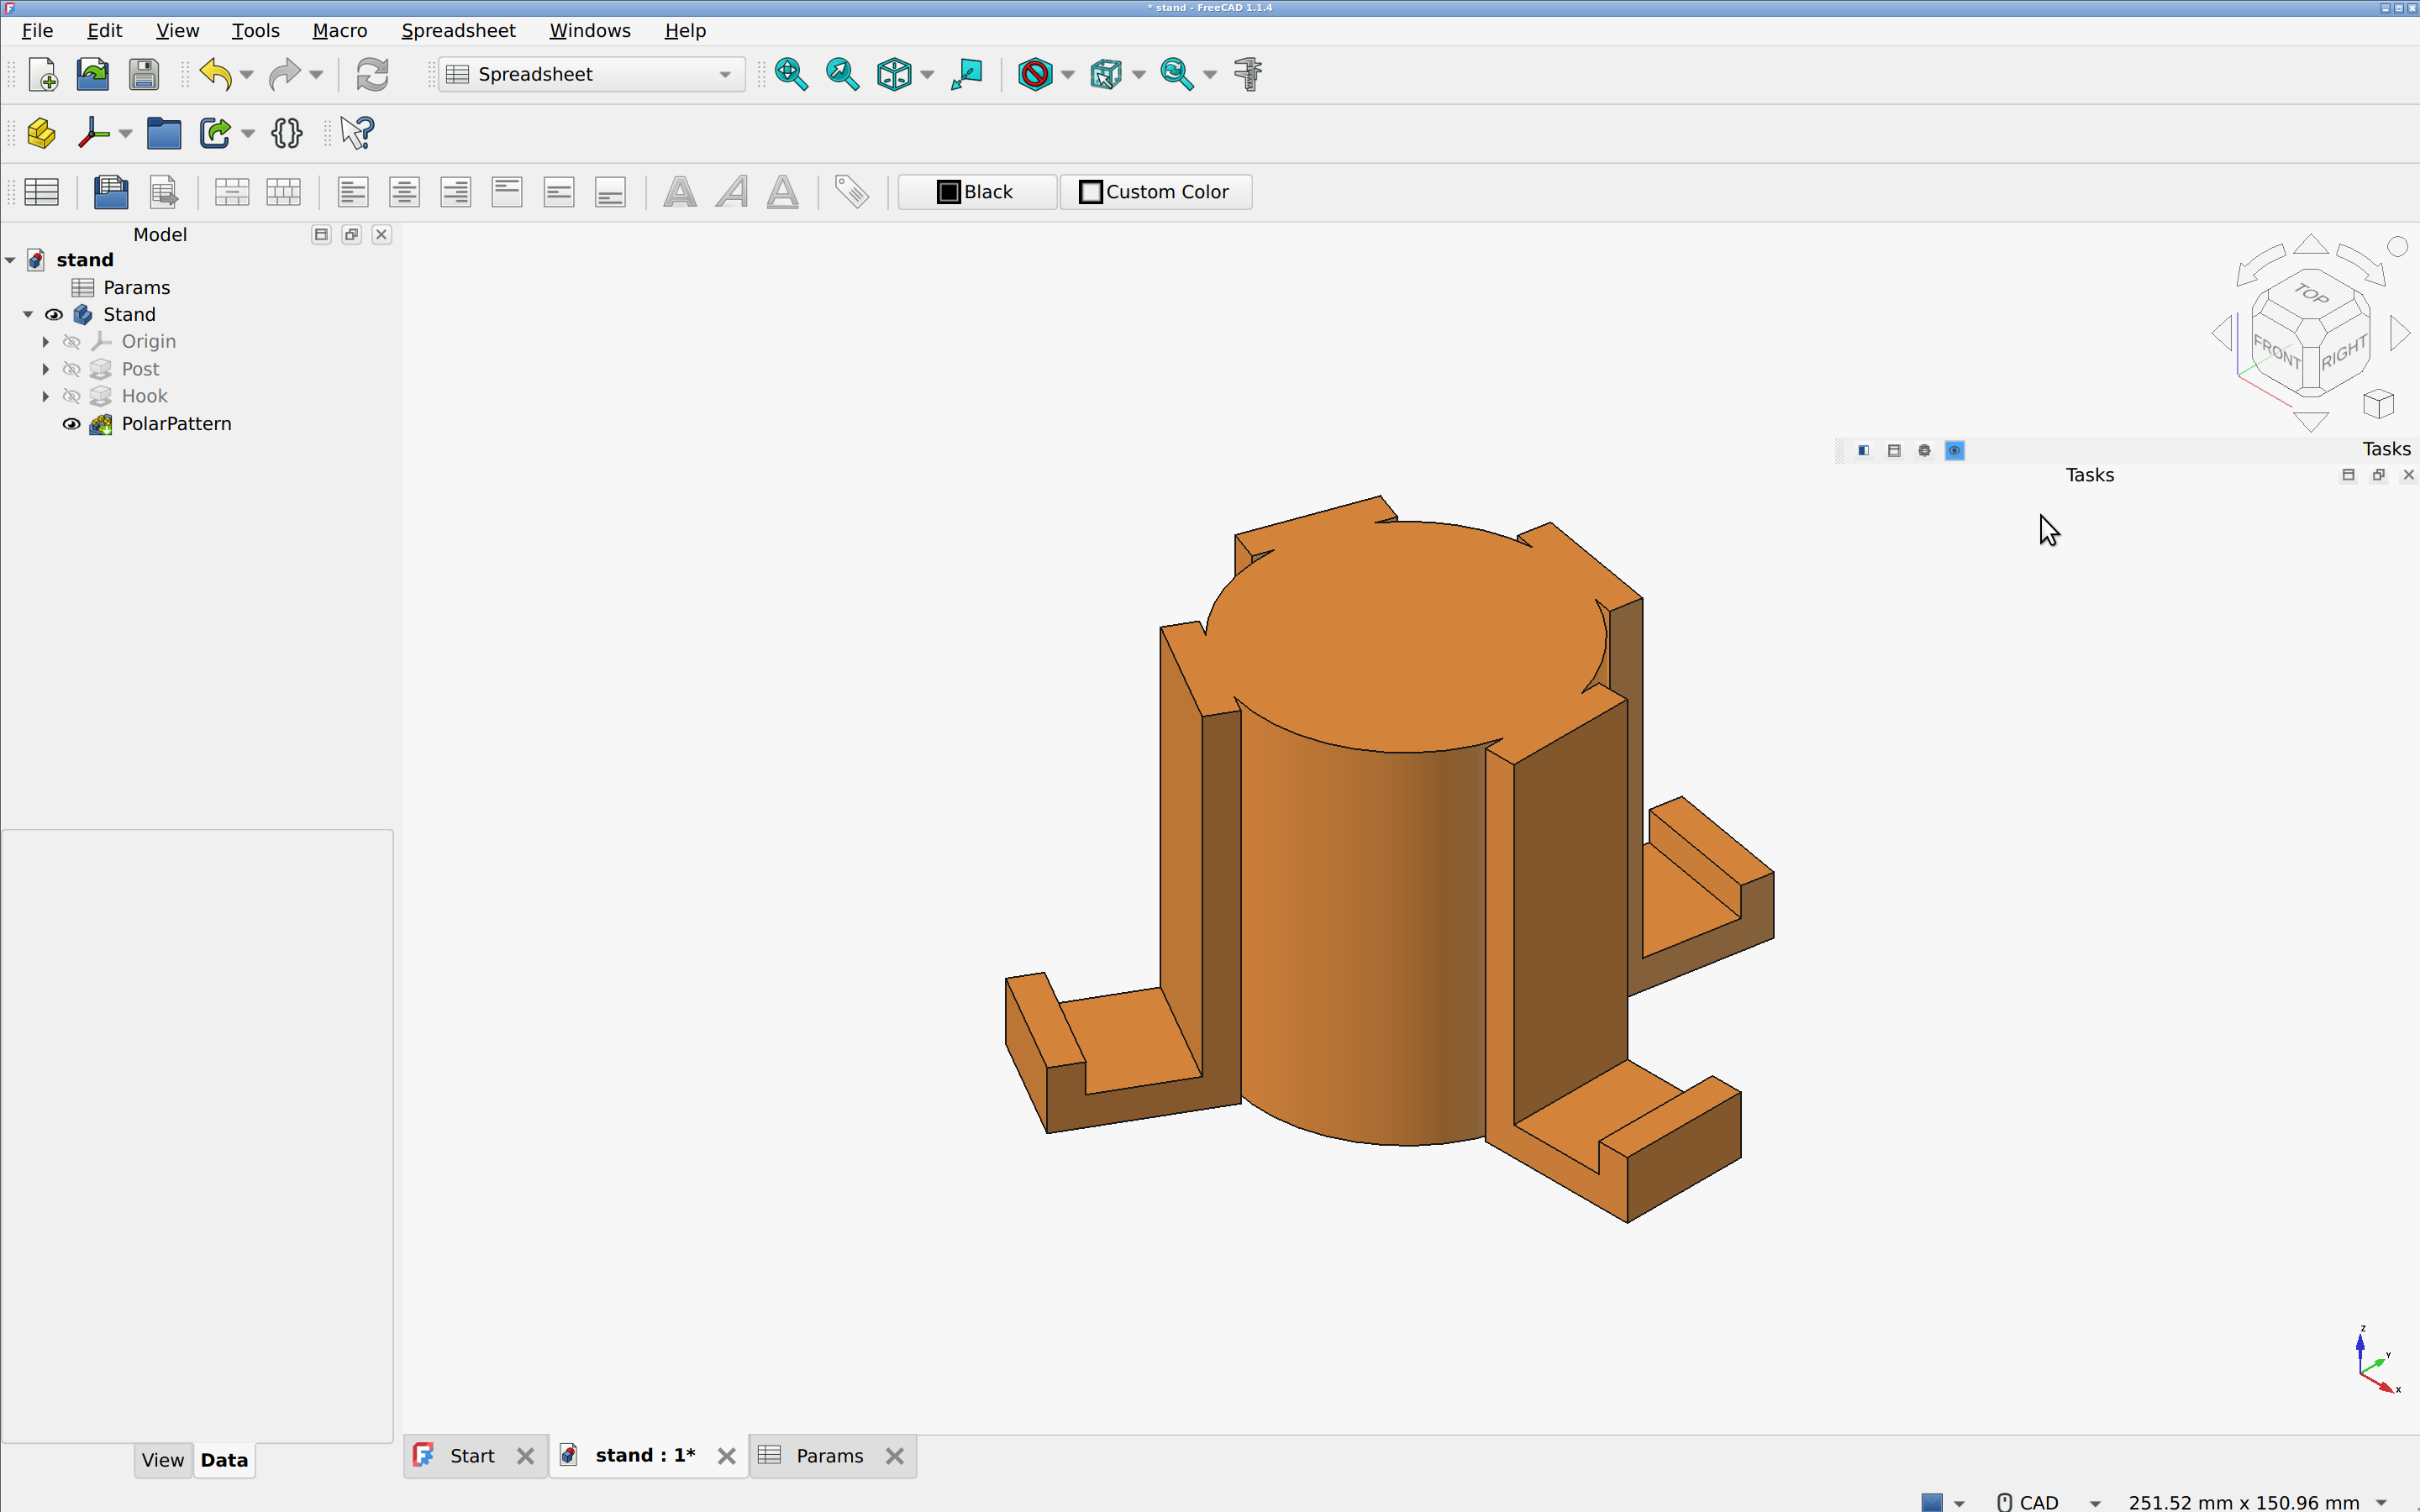 * stand - FreeCAD 1.1.4
File Edit View Tools Macro Spreadsheet Windows Help
Spreadsheet
Black Custom Color
Model
stand
Params
Stand
Origin
Post
Hook
PolarPattern
TOP
FRONT
RIGHT
Tasks
Tasks
Z
Y
X
View Data
Start stand : 1* Params
CAD 251.52 mm x 150.96 mm